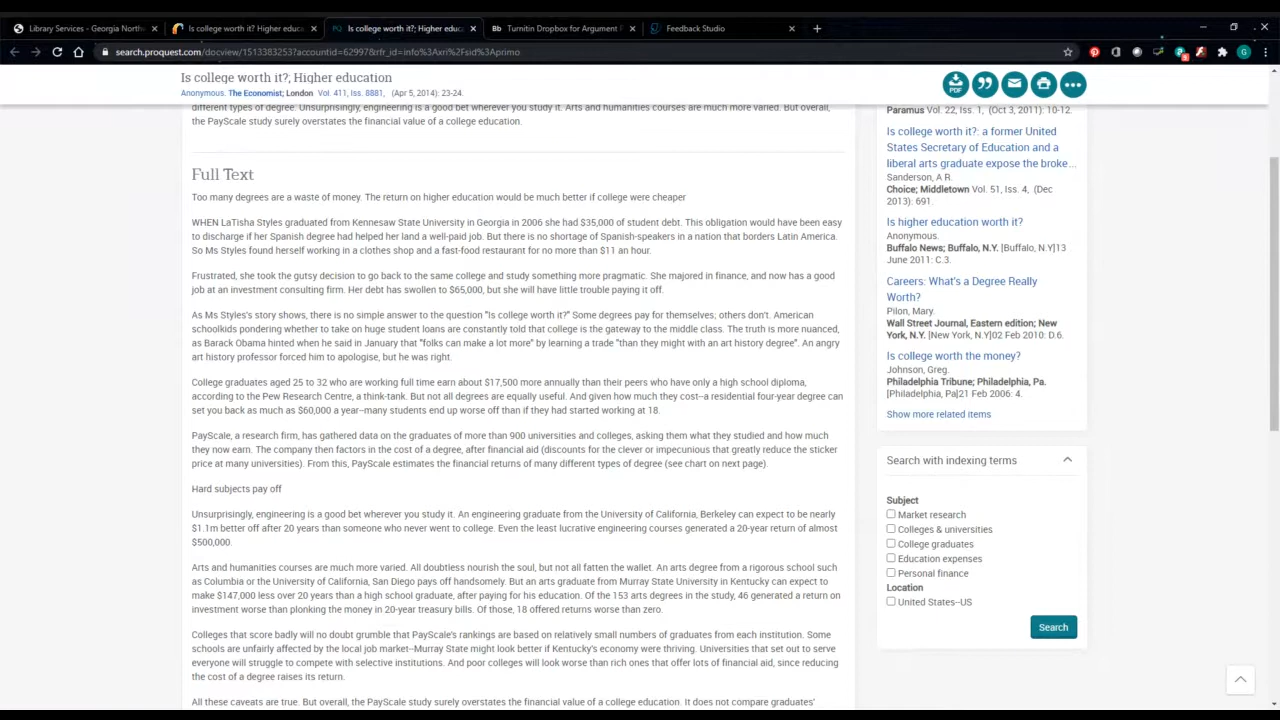 Library Services - Georgia North
Is college worth it? Higher educa
Is college worth it?; Higher educ
Bb Turnitin Dropbox for Argument F
Feedback Studio
search.proquest.com/docview/1513383253?accountid=62997&rfr_id=info%3Axri%2Fsid%3Aprimo
G
Is college worth it?; Higher education
Anonymous. The Economist; London Vol. 411, Iss. 8881, (Apr 5, 2014): 23-24.
PDF
different types of degree. Unsurprisingly, engineering is a good bet wherever you study it. Arts and humanities courses are much more varied. But overall,
the PayScale study surely overstates the financial value of a college education.
Full Text
Too many degrees are a waste of money. The return on higher education would be much better if college were cheaper
WHEN LaTisha Styles graduated from Kennesaw State University in Georgia in 2006 she had $35,000 of student debt. This obligation would have been easy
to discharge if her Spanish degree had helped her land a well-paid job. But there is no shortage of Spanish-speakers in a nation that borders Latin America.
So Ms Styles found herself working in a clothes shop and a fast-food restaurant for no more than $11 an hour.
Frustrated, she took the gutsy decision to go back to the same college and study something more pragmatic. She majored in finance, and now has a good
job at an investment consulting firm. Her debt has swollen to $65,000, but she will have little trouble paying it off.
As Ms Styles's story shows, there is no simple answer to the question "Is college worth it?" Some degrees pay for themselves; others don't. American
schoolkids pondering whether to take on huge student loans are constantly told that college is the gateway to the middle class. The truth is more nuanced,
as Barack Obama hinted when he said in January that "folks can make a lot more" by learning a trade "than they might with an art history degree". An angry
art history professor forced him to apologise, but he was right.
College graduates aged 25 to 32 who are working full time earn about $17,500 more annually than their peers who have only a high school diploma,
according to the Pew Research Centre, a think-tank. But not all degrees are equally useful. And given how much they cost--a residential four-year degree can
set you back as much as $60,000 a year--many students end up worse off than if they had started working at 18.
PayScale, a research firm, has gathered data on the graduates of more than 900 universities and colleges, asking them what they studied and how much
they now earn. The company then factors in the cost of a degree, after financial aid (discounts for the clever or impecunious that greatly reduce the sticker
price at many universities). From this, PayScale estimates the financial returns of many different types of degree (see chart on next page).
Hard subjects pay off
Unsurprisingly, engineering is a good bet wherever you study it. An engineering graduate from the University of California, Berkeley can expect to be nearly
$1.1m better off after 20 years than someone who never went to college. Even the least lucrative engineering courses generated a 20-year return of almost
$500,000.
Arts and humanities courses are much more varied. All doubtless nourish the soul, but not all fatten the wallet. An arts degree from a rigorous school such
as Columbia or the University of California, San Diego pays off handsomely. But an arts graduate from Murray State University in Kentucky can expect to
make $147,000 less over 20 years than a high school graduate, after paying for his education. Of the 153 arts degrees in the study, 46 generated a return on
investment worse than plonking the money in 20-year treasury bills. Of those, 18 offered returns worse than zero.
Colleges that score badly will no doubt grumble that PayScale's rankings are based on relatively small numbers of graduates from each institution. Some
schools are unfairly affected by the local job market--Murray State might look better if Kentucky's economy were thriving. Universities that set out to serve
everyone will struggle to compete with selective institutions. And poor colleges will look worse than rich ones that offer lots of financial aid, since reducing
the cost of a degree raises its return.
All these caveats are true. But overall, the PayScale study surely overstates the financial value of a college education. It does not compare graduates'
Paramus Vol. 22, Iss. 1, (Oct 3, 2011): 10-12.
Is college worth it?: a former United
States Secretary of Education and a
liberal arts graduate expose the broke...
Sanderson, A R.
Choice; Middletown Vol. 51, Iss. 4, (Dec
2013): 691.
Is higher education worth it?
Anonymous.
Buffalo News; Buffalo, N.Y. [Buffalo, N.Y]13
June 2011: C.3.
Careers: What's a Degree Really
Worth?
Pilon, Mary.
Wall Street Journal, Eastern edition; New
York, N.Y. [New York, N.Y]02 Feb 2010: D.6.
Is college worth the money?
Johnson, Greg.
Philadelphia Tribune; Philadelphia, Pa.
[Philadelphia, Pa]21 Feb 2006: 4.
Show more related items
Search with indexing terms
Subject
Market research
Colleges & universities
College graduates
Education expenses
Personal finance
Location
United States--US
Search